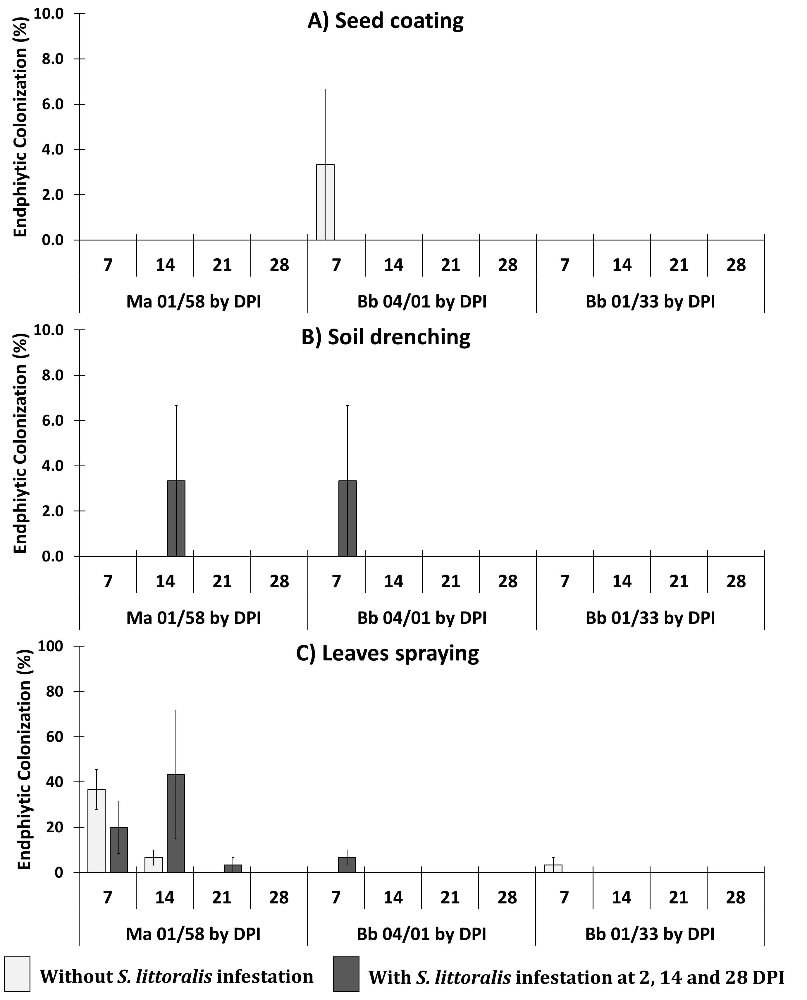 A) Seed coating
Endphiytic Colonization (%)
10.0
8.0
6.0
4.0
2.0
0.0
7 14 21 28 7 14 21 28 7 14 21 28
Ma 01/58 by DPI Bb 04/01 by DPI Bb 01/33 by DPI
B) Soil drenching
Endphiytic Colonization (%)
10.0
8.0
6.0
4.0
2.0
0.0
7 14 21 28 7 14 21 28 7 14 21 28
Ma 01/58 by DPI Bb 04/01 by DPI Bb 01/33 by DPI
C) Leaves spraying
Endphiytic Colonization (%)
100
80
60
40
20
0
7 14 21 28 7 14 21 28 7 14 21 28
Ma 01/58 by DPI Bb 04/01 by DPI Bb 01/33 by DPI
Without S. littoralis infestation With S. littoralis infestation at 2, 14 and 28 DPI